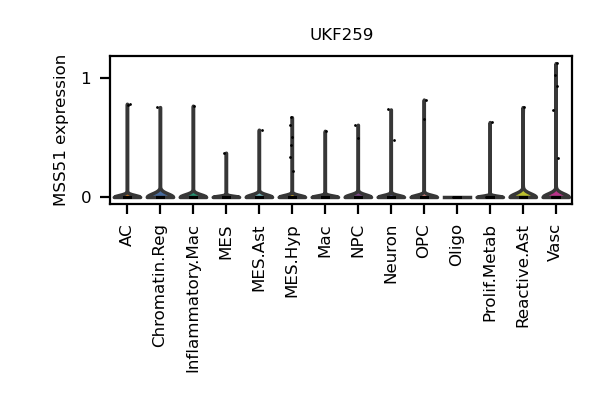 UKF259
MSS51 expression
1
0
AC
Chromatin.Reg
Inflammatory.Mac
MES
MES.Ast
MES.Hyp
Mac
NPC
Neuron
OPC
Oligo
Prolif.Metab
Reactive.Ast
Vasc